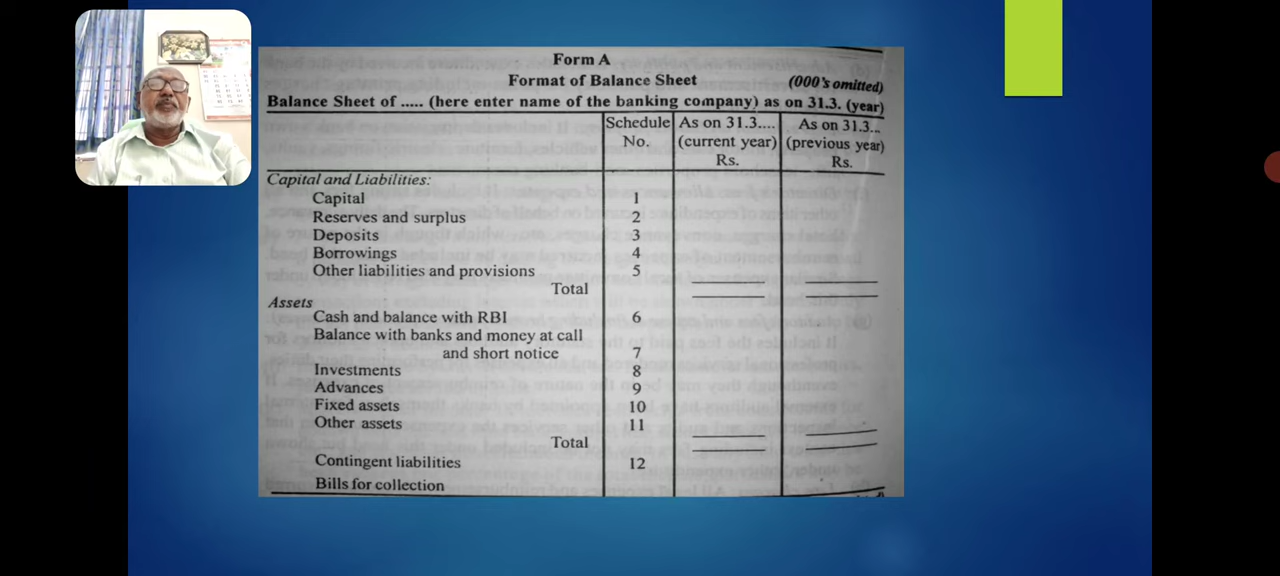 Form A
Format of Balance Sheet (000's omitted)
Balance Sheet of ..... (here enter name of the banking company) as on 31.3. (year)
Schedule No. As on 31.3.... (current year) Rs. As on 31.3... (previous year) Rs.
Capital and Liabilities:
Capital 1
Reserves and surplus 2
Deposits 3
Borrowings 4
Other liabilities and provisions 5
Total
Assets
Cash and balance with RBI 6
Balance with banks and money at call
and short notice 7
Investments 8
Advances 9
Fixed assets 10
Other assets 11
Total
Contingent liabilities 12
Bills for collection